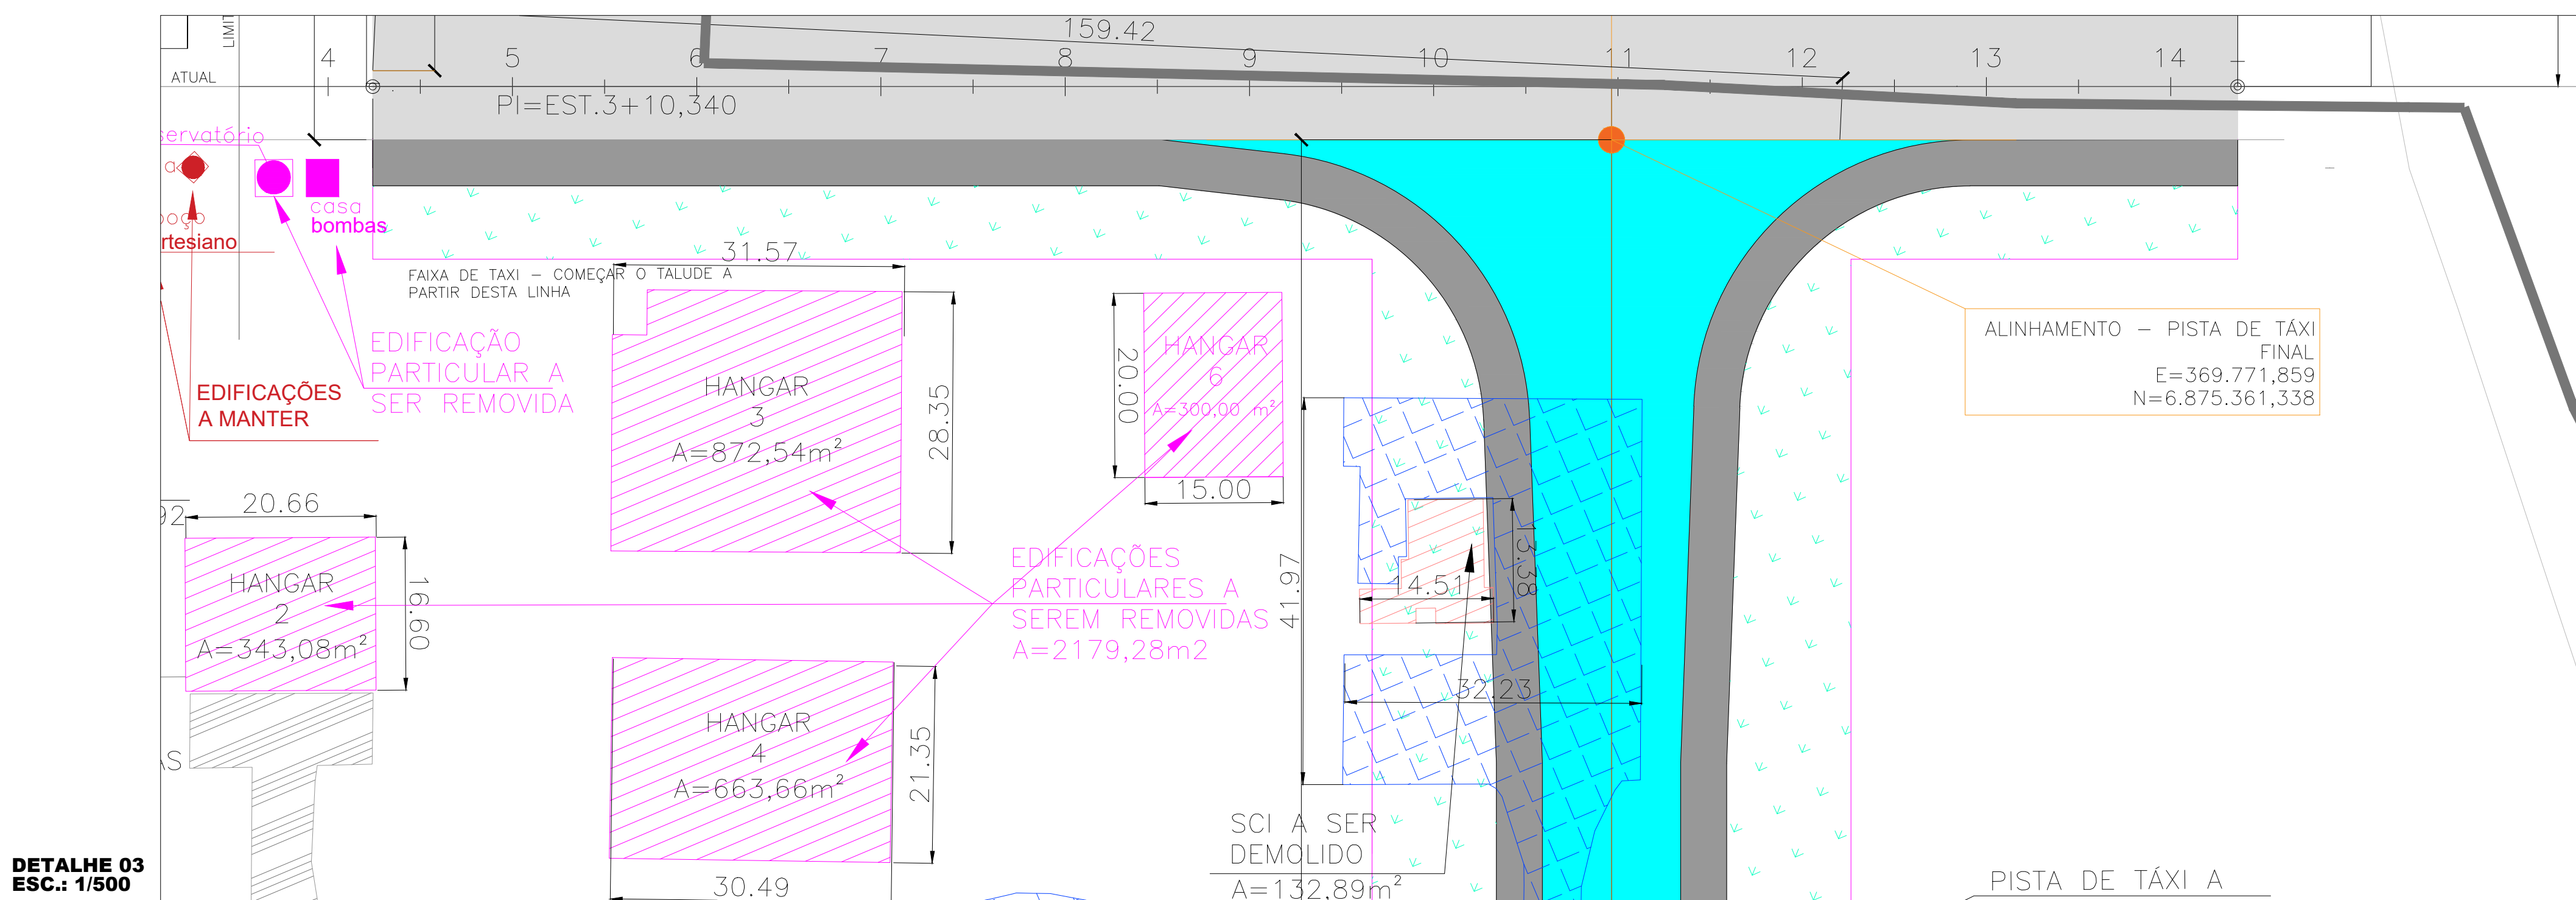 159.42
4 5 6 7 8 9 10 11 12 13 14
LIMIT
ATUAL
PI=EST.3+10,340
servatório
a
poço
rtesiano
casa
bombas
FAIXA DE TAXI – COMEÇAR O TALUDE A
PARTIR DESTA LINHA
31.57
EDIFICAÇÃO
PARTICULAR A
SER REMOVIDA
EDIFICAÇÕES
A MANTER
HANGAR
3
A=872,54m²
28.35
20.00
HANGAR
6
A=300,00 m²
15.00
ALINHAMENTO – PISTA DE TÁXI
FINAL
E=369.771,859
N=6.875.361,338
92
20.66
HANGAR
2
A=343,08m²
16.60
EDIFICAÇÕES
PARTICULARES A
SEREM REMOVIDAS
A=2179,28m2
41.97
13.38
14.51
32.23
HANGAR
4
A=663,66m²
21.35
30.49
AS
SCI A SER
DEMOLIDO
A=132,89m²
PISTA DE TÁXI A
DETALHE 03
ESC.: 1/500